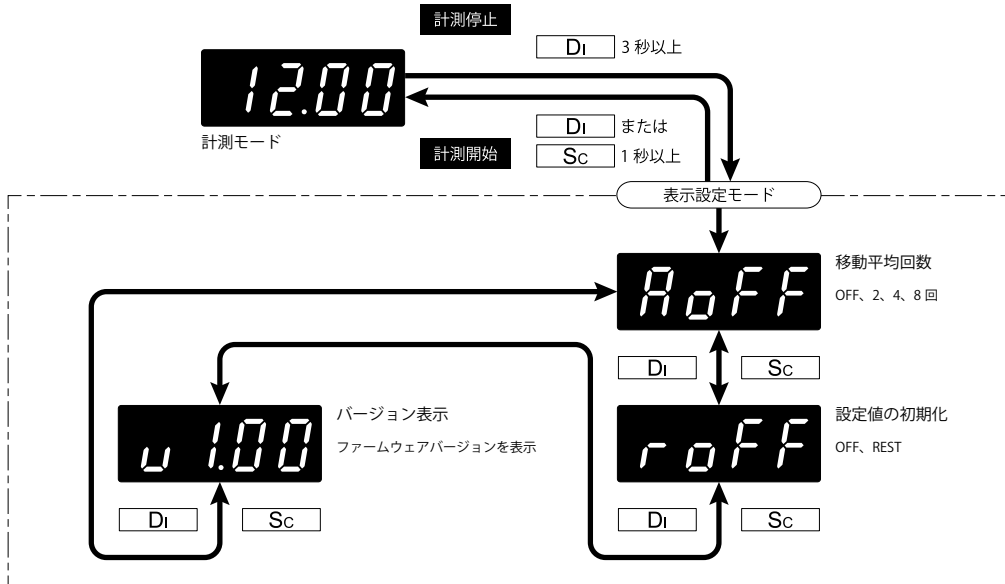 計測停止
DI 3 秒以上
12.00
計測モード
DI または
計測開始
SC 1 秒以上
表示設定モード
AoFF
移動平均回数
OFF、2、4、8 回
DI SC
u 1.00
バージョン表示
ファームウェアバージョンを表示
roFF
設定値の初期化
OFF、REST
DI SC
DI SC